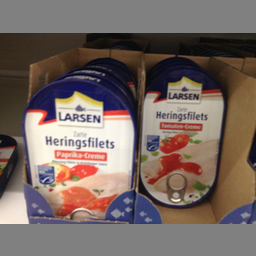 LARSEN
Zarte
Heringsfilets
Paprika-Creme
LARSEN
Zarte
Heringsfilets
Tomaten-Creme